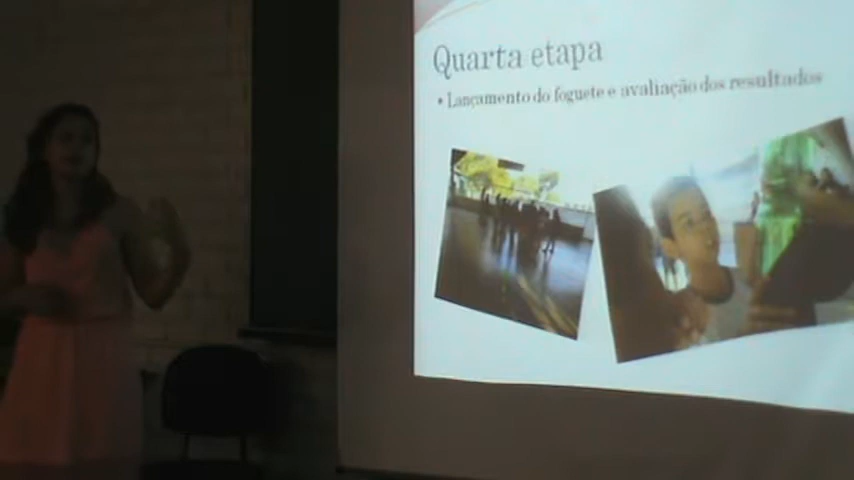 Quarta etapa
• Lançamento do foguete e avaliação dos resultados